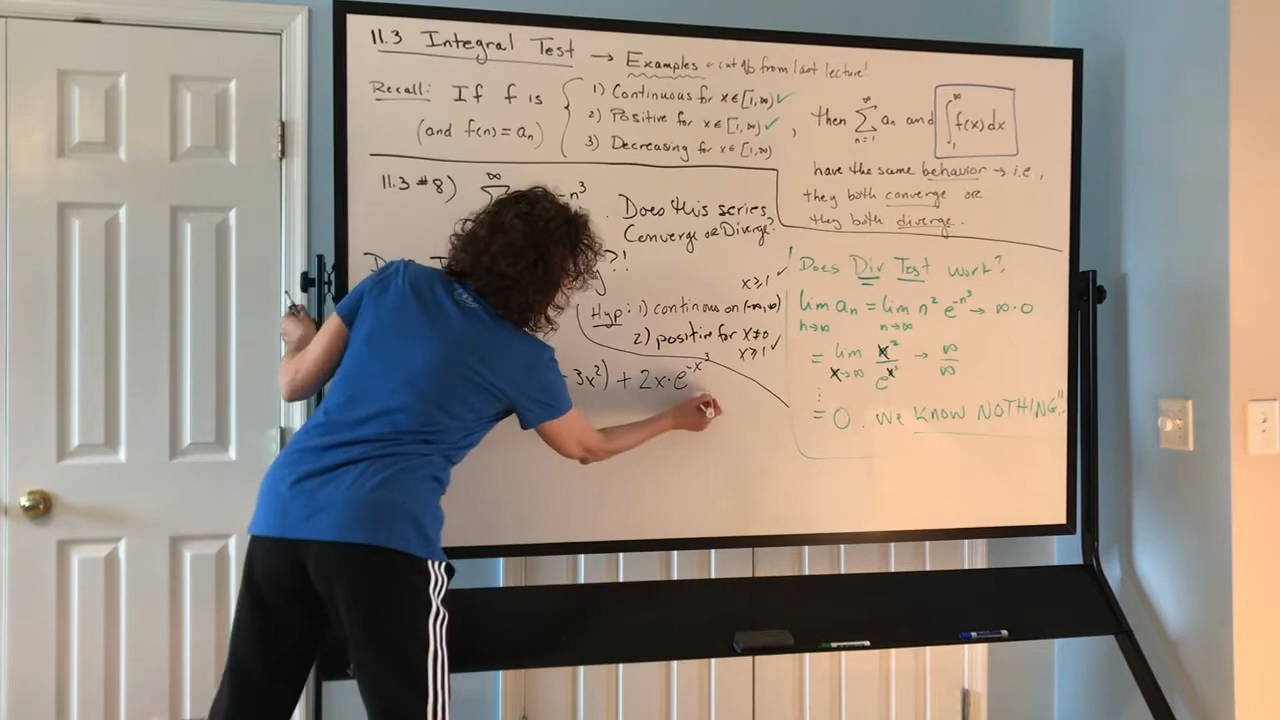 11.3 Integral Test → Examples ← cut off from last lecture!
Recall: If f is
(and f(n) = aₙ)
1) Continuous for x ∈ [1, ∞) ✓
2) Positive for x ∈ [1, ∞) ✓
3) Decreasing for x ∈ [1, ∞)
, then ∞∑n=1 aₙ and ∫₁^∞ f(x) dx
have the same behavior → i.e.,
they both converge or
they both diverge.
11.3 #8) ∞∑ -n³ . Does this series
Converge or Diverge?
?!
Hyp: 1) continous on (-∞, ∞)
x ≥ 1 ✓
2) positive for x ≠ 0
x ≥ 1 ✓
- 3x²) + 2x · e^-x³
Does Div Test work?
lim n→∞ aₙ = lim n→∞ n² e^-n³ → ∞ · 0
= lim x→∞ x²/e^x³ → ∞/∞
⋮
= 0. We KNOW NOTHING!!